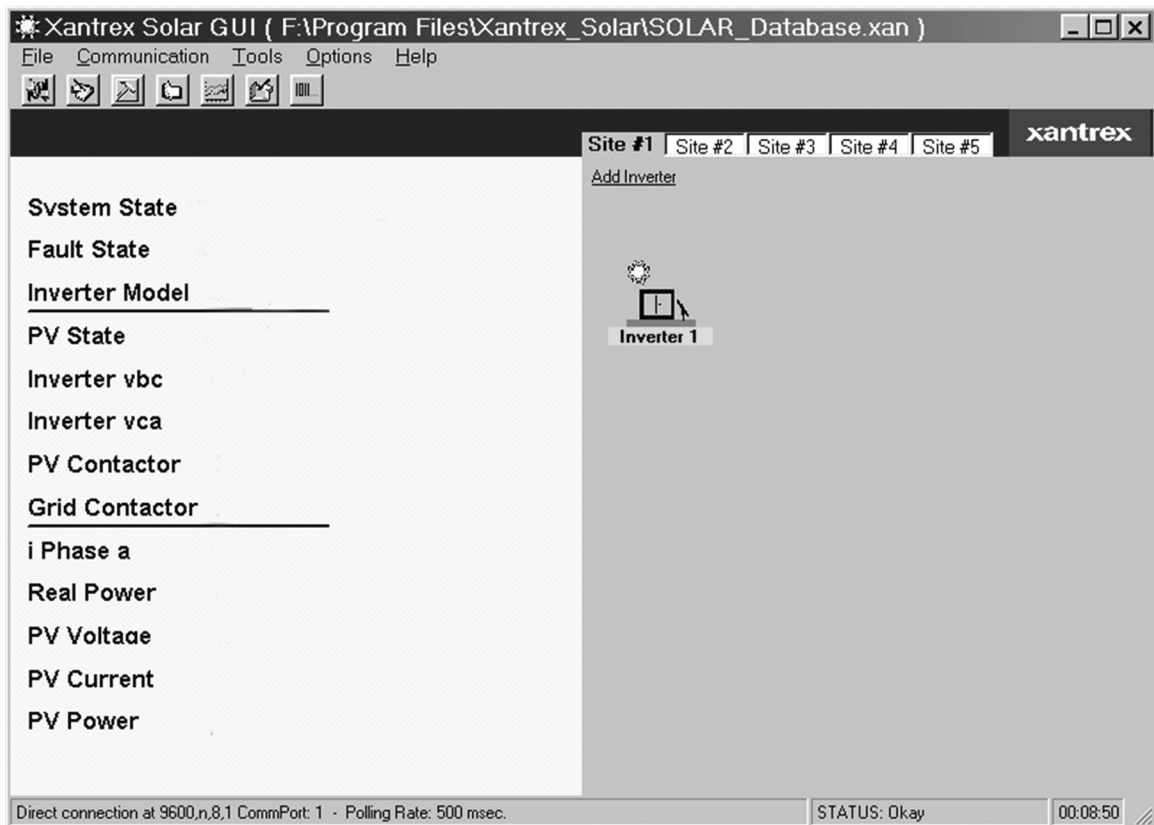 Xantrex Solar GUI ( F:\Program Files\Xantrex_Solar\SOLAR_Database.xan )
File Communication Tools Options Help
1011...
xantrex
Site #1 Site #2 Site #3 Site #4 Site #5
Add Inverter
System State
Fault State
Inverter Model
PV State
Inverter vbc
Inverter vca
PV Contactor
Grid Contactor
i Phase a
Real Power
PV Voltage
PV Current
PV Power
Inverter 1
Direct connection at 9600,n,8,1 CommPort: 1 - Polling Rate: 500 msec.
STATUS: Okay
00:08:50